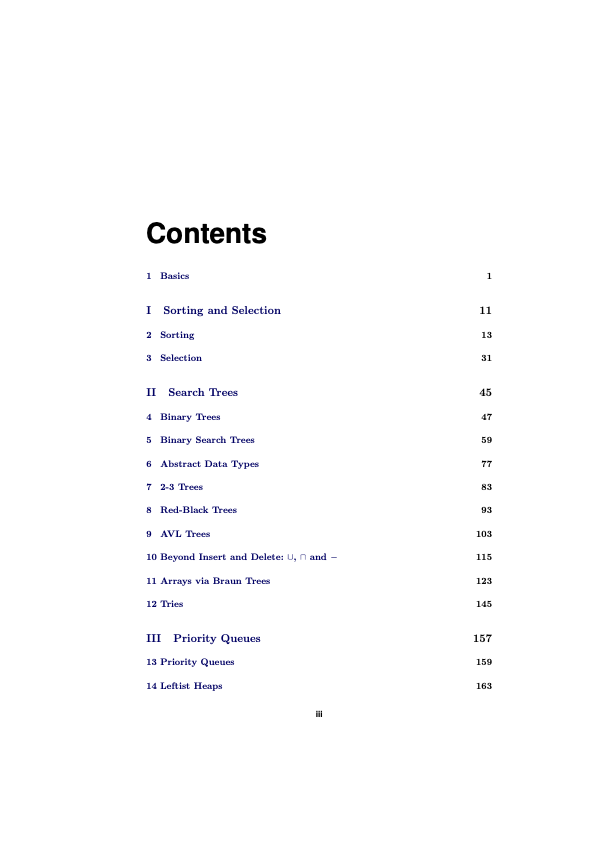 Contents
1 Basics 1
I Sorting and Selection 11
2 Sorting 13
3 Selection 31
II Search Trees 45
4 Binary Trees 47
5 Binary Search Trees 59
6 Abstract Data Types 77
7 2-3 Trees 83
8 Red-Black Trees 93
9 AVL Trees 103
10 Beyond Insert and Delete: ∪, ∩ and − 115
11 Arrays via Braun Trees 123
12 Tries 145
III Priority Queues 157
13 Priority Queues 159
14 Leftist Heaps 163
iii